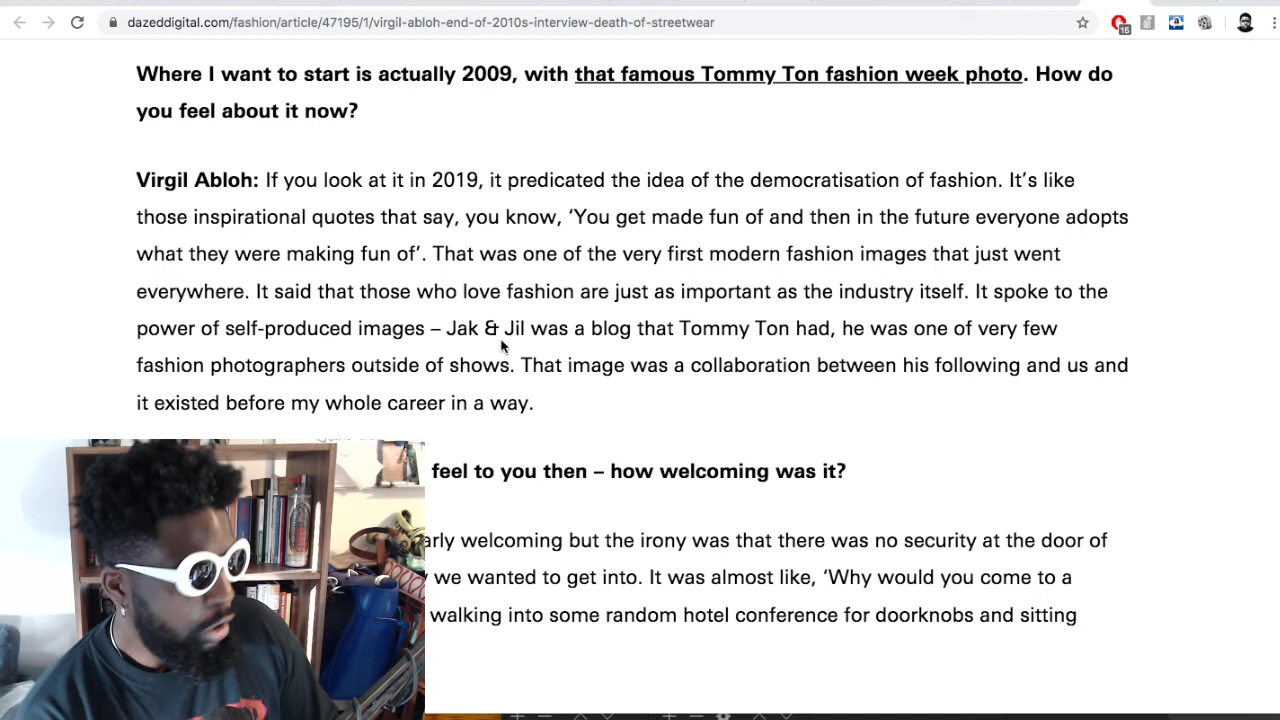 dazeddigital.com/fashion/article/47195/1/virgil-abloh-end-of-2010s-interview-death-of-streetwear
15
Where I want to start is actually 2009, with that famous Tommy Ton fashion week photo. How do
you feel about it now?
Virgil Abloh: If you look at it in 2019, it predicated the idea of the democratisation of fashion. It’s like
those inspirational quotes that say, you know, ‘You get made fun of and then in the future everyone adopts
what they were making fun of’. That was one of the very first modern fashion images that just went
everywhere. It said that those who love fashion are just as important as the industry itself. It spoke to the
power of self-produced images – Jak & Jil was a blog that Tommy Ton had, he was one of very few
fashion photographers outside of shows. That image was a collaboration between his following and us and
it existed before my whole career in a way.
feel to you then – how welcoming was it?
arly welcoming but the irony was that there was no security at the door of
we wanted to get into. It was almost like, ‘Why would you come to a
walking into some random hotel conference for doorknobs and sitting